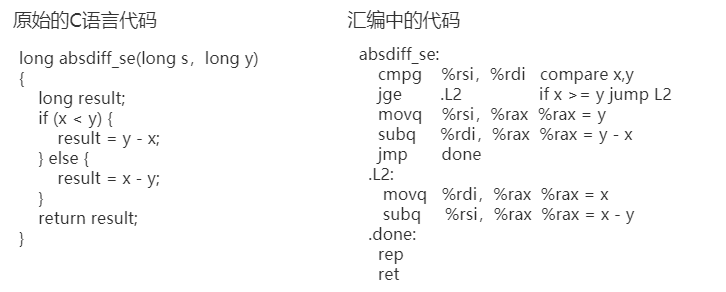 原始的C语言代码
long absdiff_se(long s，long y)
{
long result;
if (x < y) {
result = y - x;
} else {
result = x - y;
}
return result;
}
汇编中的代码
absdiff_se:
cmpg %rsi，%rdi compare x,y
jge .L2 if x >= y jump L2
movq %rsi，%rax %rax = y
subq %rdi，%rax %rax = y - x
jmp done
.L2:
movq %rdi，%rax %rax = x
subq %rsi，%rax %rax = x - y
.done:
rep
ret